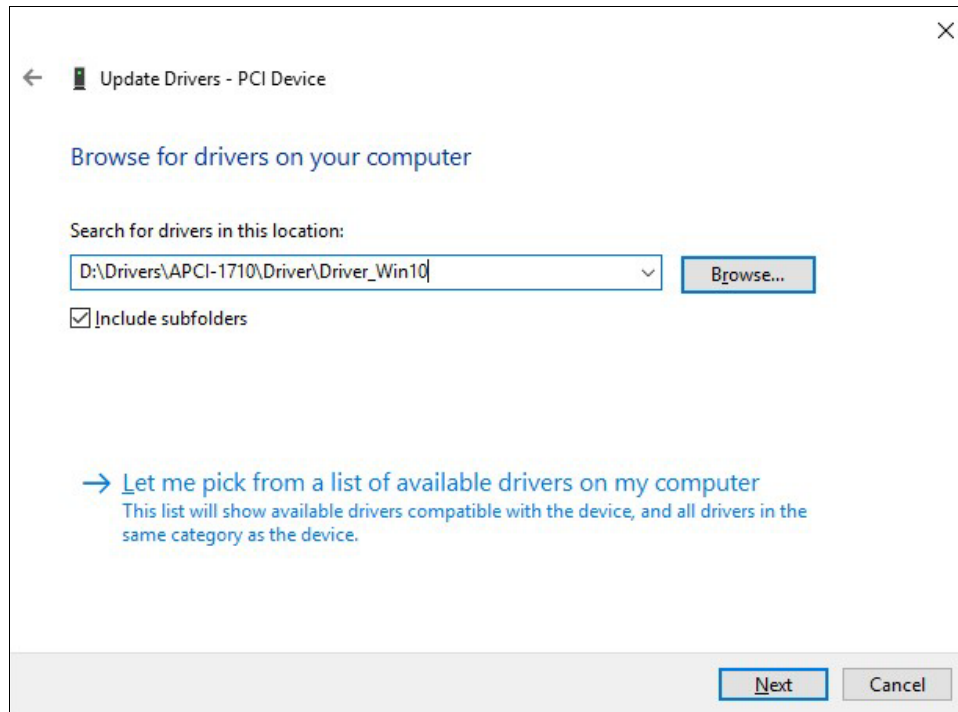 Update Drivers - PCI Device
Browse for drivers on your computer
Search for drivers in this location:
D:\Drivers\APCI-1710\Driver\Driver_Win10
Browse...
Include subfolders
Let me pick from a list of available drivers on my computer
This list will show available drivers compatible with the device, and all drivers in the
same category as the device.
Next
Cancel